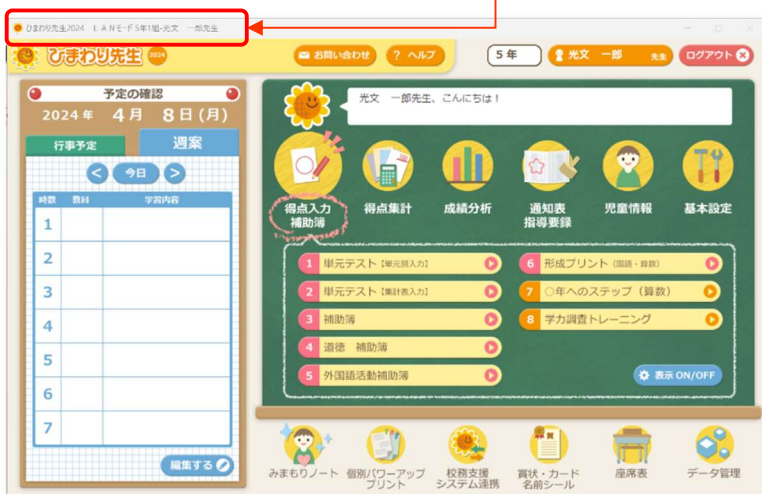 ひまわり先生2024 LANモード 5年1組-光文 一郎先生
ひまわり先生 2024
お問い合わせ
? ヘルプ
5年
光文 一郎 先生
ログアウト
予定の確認
2024年 4月 8日(月)
行事予定
週案
< 今日 >
時数 教科 学習内容
1
2
3
4
5
6
7
編集する
光文 一郎先生、こんにちは!
得点入力
補助簿
得点集計
成績分析
通知表
指導要録
児童情報
基本設定
1 単元テスト【単元別入力】
2 単元テスト【集計表入力】
3 補助簿
4 道徳 補助簿
5 外国語活動補助簿
6 形成プリント(国語・算数)
7 ○年へのステップ(算数)
8 学力調査トレーニング
表示 ON/OFF
みまもりノート
個別パワーアップ
プリント
校務支援
システム連携
賞状・カード
名前シール
座席表
データ管理